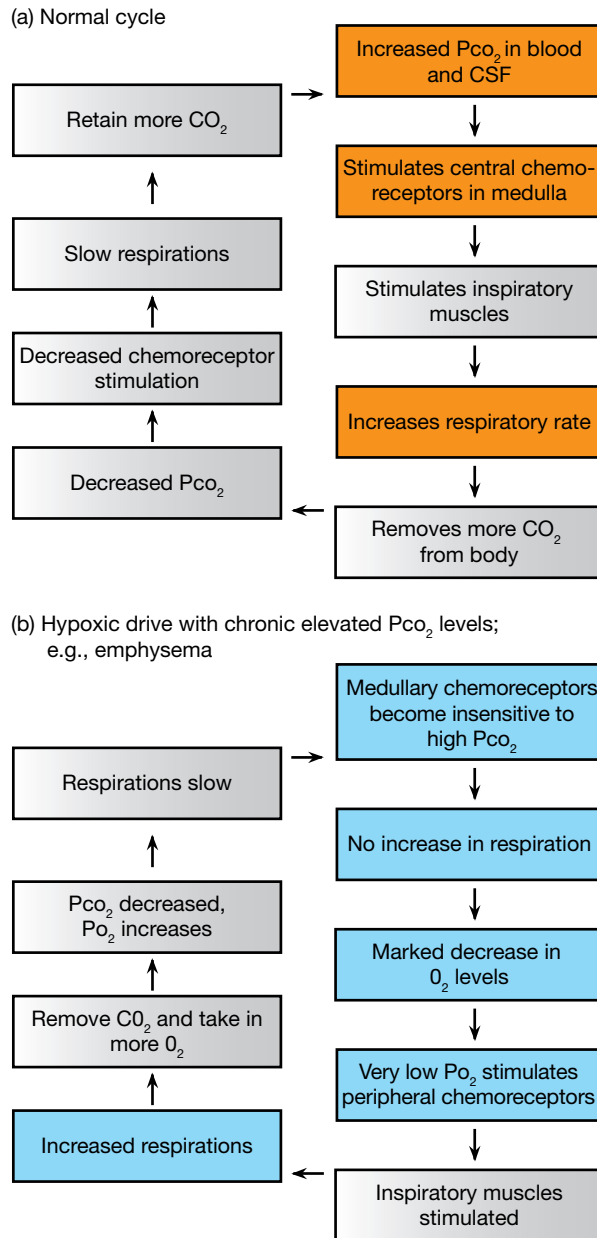 (a) Normal cycle
Increased Pco₂ in blood
and CSF
Stimulates central chemo-
receptors in medulla
Stimulates inspiratory
muscles
Increases respiratory rate
Removes more CO₂
from body
Decreased Pco₂
Decreased chemoreceptor
stimulation
Slow respirations
Retain more CO₂
(b) Hypoxic drive with chronic elevated Pco₂ levels;
e.g., emphysema
Medullary chemoreceptors
become insensitive to
high Pco₂
No increase in respiration
Marked decrease in
0₂ levels
Very low Po₂ stimulates
peripheral chemoreceptors
Inspiratory muscles
stimulated
Increased respirations
Remove C0₂ and take in
more 0₂
Pco₂ decreased,
Po₂ increases
Respirations slow